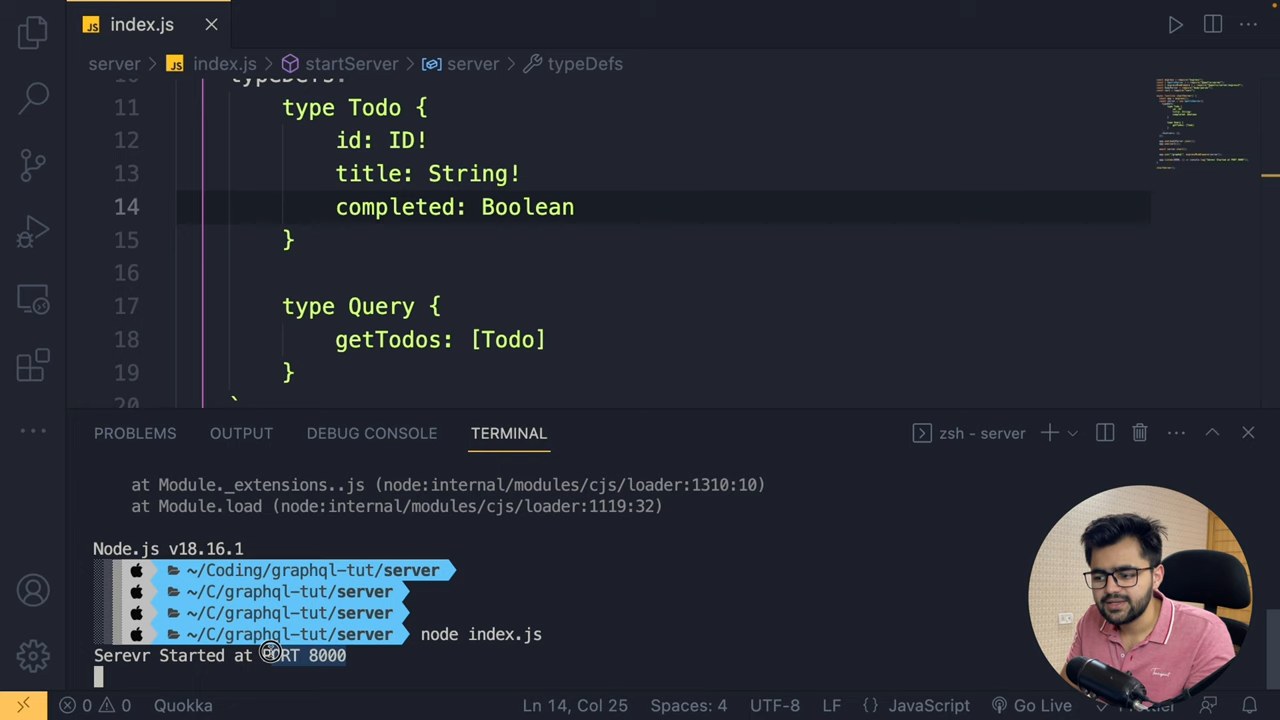 JS index.js
server > JS index.js > startServer > server > typeDefs
10 typeDefs:
11 type Todo {
12 id: ID!
13 title: String!
14 completed: Boolean
15 }
16
17 type Query {
18 getTodos: [Todo]
19 }
20 `
PROBLEMS OUTPUT DEBUG CONSOLE TERMINAL zsh - server
at Module._extensions..js (node:internal/modules/cjs/loader:1310:10)
at Module.load (node:internal/modules/cjs/loader:1119:32)
Node.js v18.16.1
~/Coding/graphql-tut/server
~/C/graphql-tut/server
~/C/graphql-tut/server
~/C/graphql-tut/server node index.js
Serevr Started at PORT 8000
0 0 Quokka Ln 14, Col 25 Spaces: 4 UTF-8 LF {} JavaScript Go Live Prettier